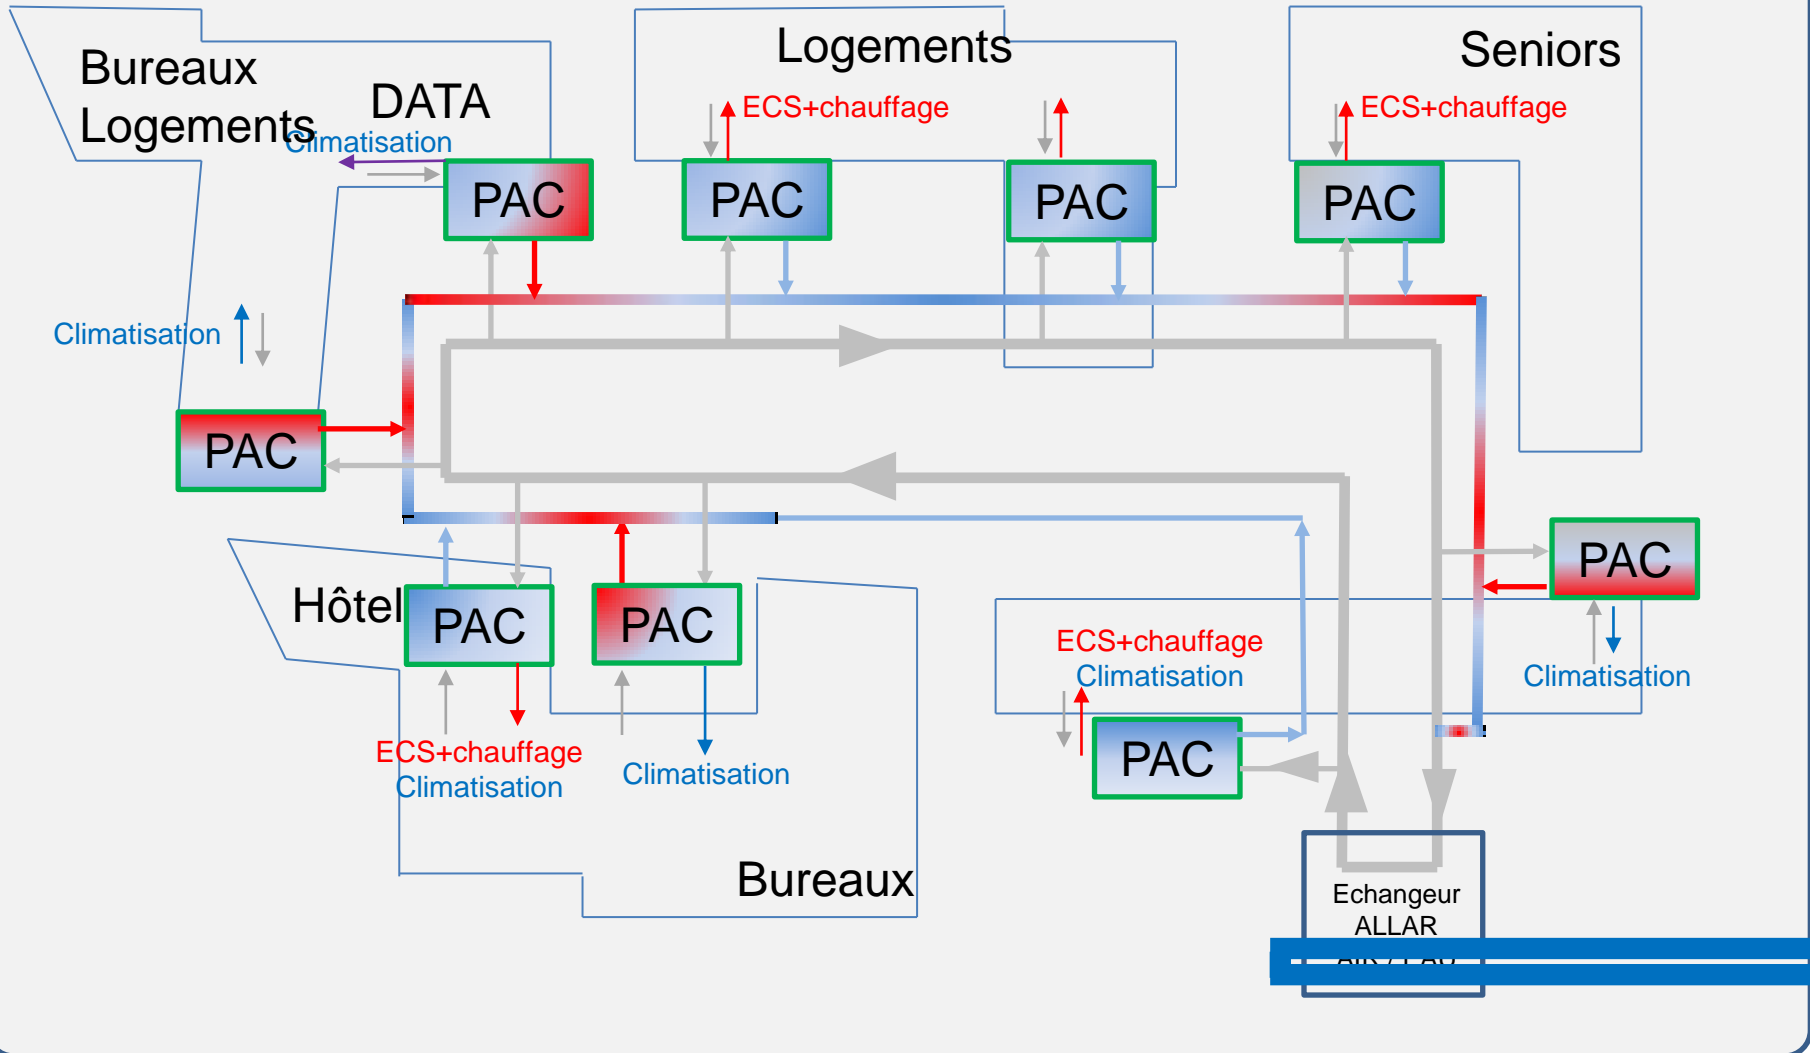 Bureaux
Logements
DATA
Climatisation
PAC
Logements
ECS+chauffage
PAC
PAC
Seniors
ECS+chauffage
PAC
Climatisation
PAC
Hôtel
PAC
PAC
ECS+chauffage
Climatisation
Climatisation
Bureaux
ECS+chauffage
Climatisation
PAC
PAC
Climatisation
Echangeur
ALLAR